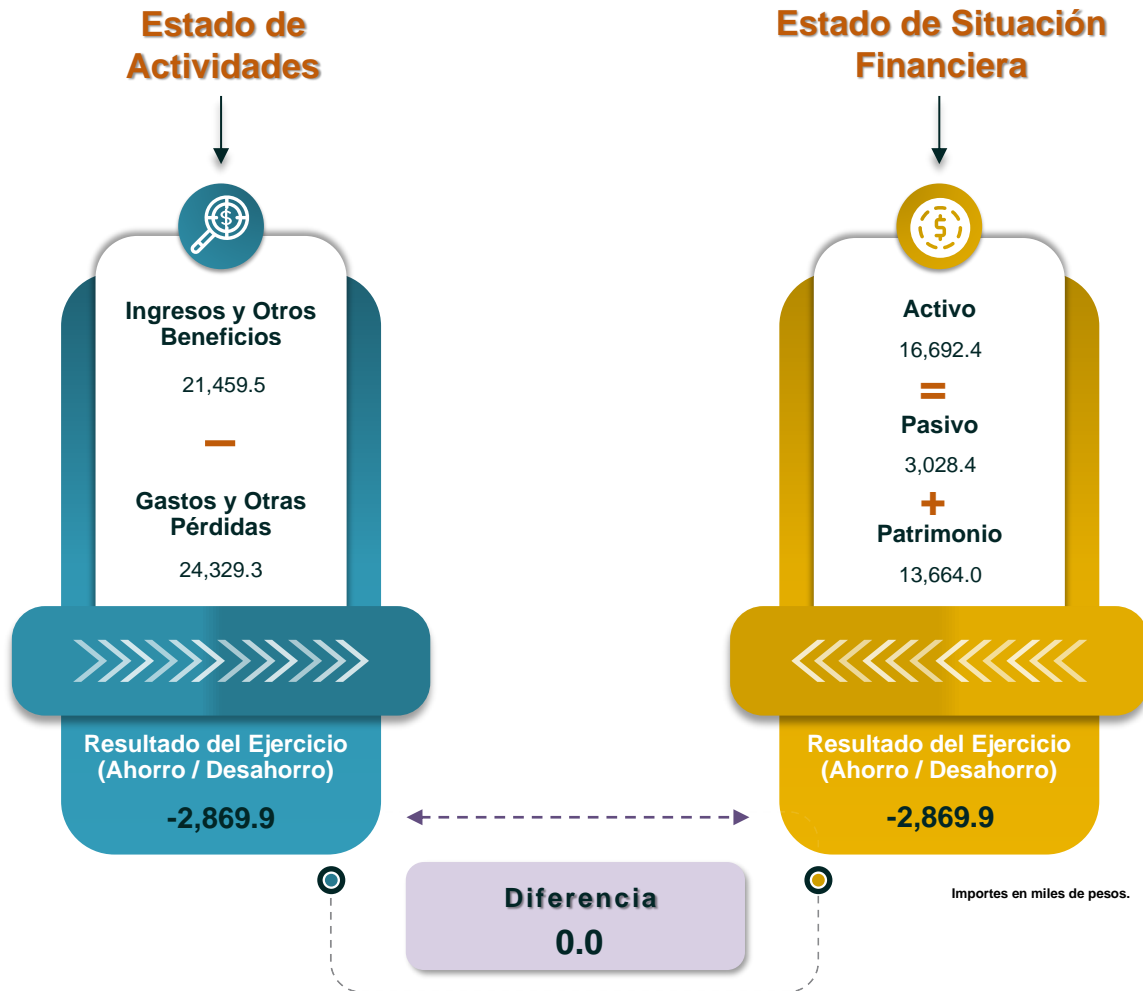 Estado de
Actividades
Ingresos y Otros
Beneficios
21,459.5
–
Gastos y Otras
Pérdidas
24,329.3
Resultado del Ejercicio
(Ahorro / Desahorro)
-2,869.9
Estado de Situación
Financiera
$
Activo
16,692.4
=
Pasivo
3,028.4
+
Patrimonio
13,664.0
Resultado del Ejercicio
(Ahorro / Desahorro)
-2,869.9
Diferencia
0.0
Importes en miles de pesos.